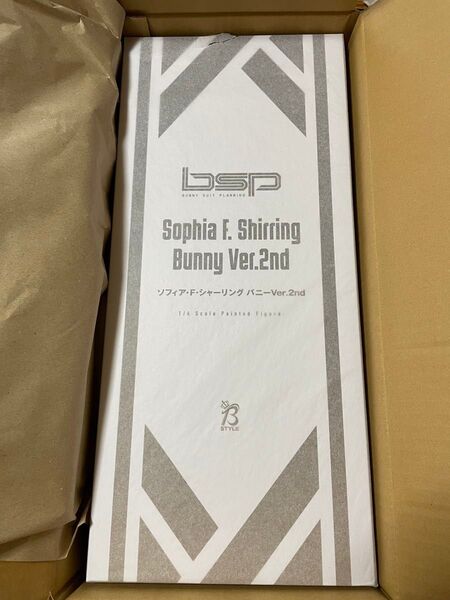 bsp
BUNNY SUIT PLANNING
Sophia F. Shirring
Bunny Ver.2nd
ソフィア・F・シャーリング バニーVer.2nd
1/4 Scale Painted Figure
B
STYLE